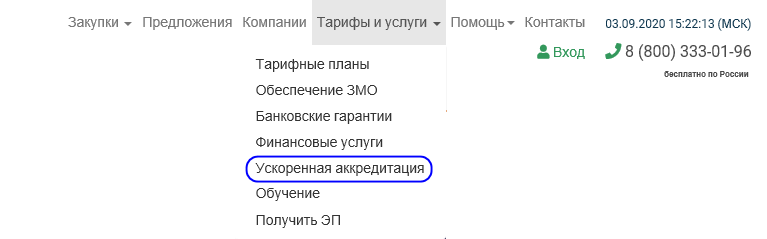 Закупки Предложения Компании Тарифы и услуги Помощь Контакты 03.09.2020 15:22:13 (МСК)
Вход 8 (800) 333-01-96
бесплатно по России
Тарифные планы
Обеспечение ЗМО
Банковские гарантии
Финансовые услуги
Ускоренная аккредитация
Обучение
Получить ЭП